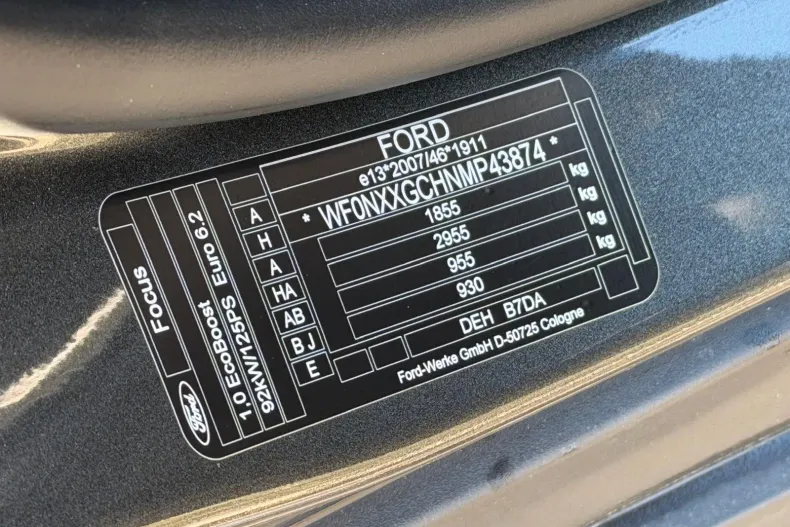 FORD
e13*2007/46*1911
* WF0NXXGCHNMP43874 *
1855 kg
2955 kg
955 kg
930 kg
DEH B7DA
Ford-Werke GmbH D-50725 Cologne
A
H
A
HA
AB
BJ
E
Focus
1.0 EcoBoost Euro 6.2
92kW/125PS
Ford